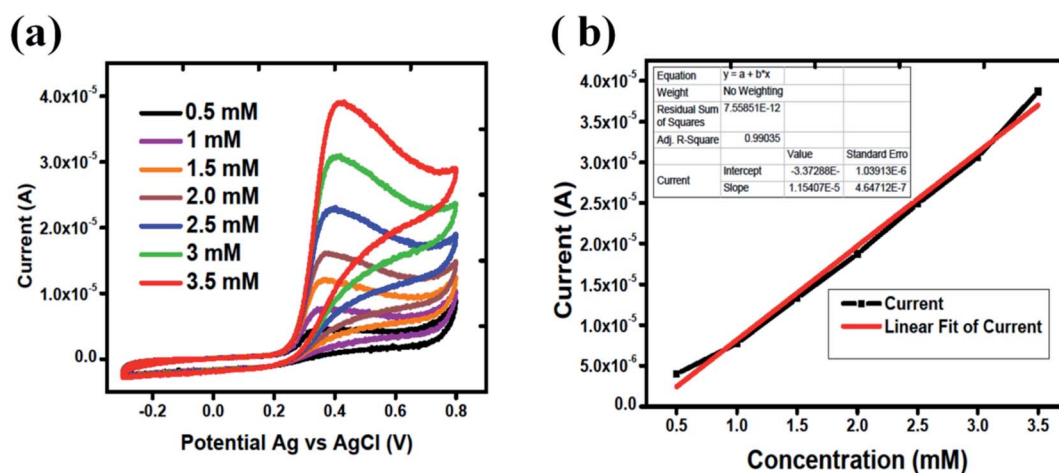 (a)
Current (A)
4.0x10⁻⁵
3.0x10⁻⁵
2.0x10⁻⁵
1.0x10⁻⁵
0.0
0.5 mM
1 mM
1.5 mM
2.0 mM
2.5 mM
3 mM
3.5 mM
-0.2 0.0 0.2 0.4 0.6 0.8
Potential Ag vs AgCl (V)
( b)
Current (A)
4.0x10⁻⁵
3.5x10⁻⁵
3.0x10⁻⁵
2.5x10⁻⁵
2.0x10⁻⁵
1.5x10⁻⁵
1.0x10⁻⁵
5.0x10⁻⁶
0.0
Equation y = a + b*x
Weight No Weighting
Residual Sum of Squares 7.55851E-12
Adj. R-Square 0.99035
Value Standard Erro
Current Intercept -3.37288E- 1.03913E-6
Slope 1.15407E-5 4.64712E-7
Current
Linear Fit of Current
0.5 1.0 1.5 2.0 2.5 3.0 3.5
Concentration (mM)